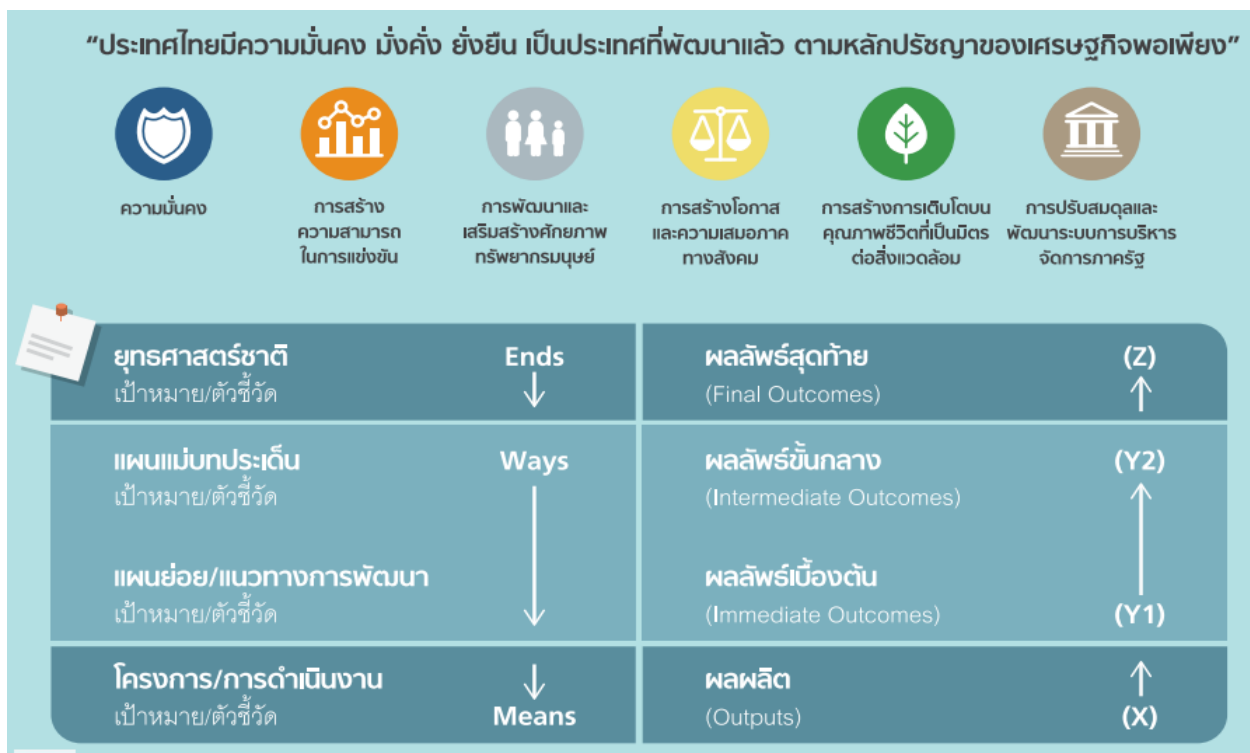 “ประเทศไทยมีความมั่นคง มั่งคั่ง ยั่งยืน เป็นประเทศที่พัฒนาแล้ว ตามหลักปรัชญาของเศรษฐกิจพอเพียง”
ความมั่นคง
การสร้าง
ความสามารถ
ในการแข่งขัน
การพัฒนาและ
เสริมสร้างศักยภาพ
ทรัพยากรมนุษย์
การสร้างโอกาส
และความเสมอภาค
ทางสังคม
การสร้างการเติบโตบน
คุณภาพชีวิตที่เป็นมิตร
ต่อสิ่งแวดล้อม
การปรับสมดุลและ
พัฒนาระบบการบริหาร
จัดการภาครัฐ
ยุทธศาสตร์ชาติ Ends
เป้าหมาย/ตัวชี้วัด
ผลลัพธ์สุดท้าย (Z)
(Final Outcomes)
แผนแม่บทประเด็น Ways
เป้าหมาย/ตัวชี้วัด
ผลลัพธ์ขั้นกลาง (Y2)
(Intermediate Outcomes)
แผนย่อย/แนวทางการพัฒนา
เป้าหมาย/ตัวชี้วัด
ผลลัพธ์เบื้องต้น
(Immediate Outcomes) (Y1)
โครงการ/การดำเนินงาน
เป้าหมาย/ตัวชี้วัด Means
ผลผลิต
(Outputs) (X)